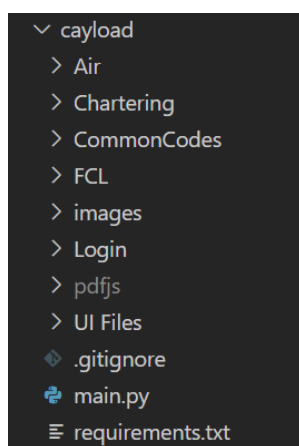 cayload
Air
Chartering
CommonCodes
FCL
images
Login
pdfjs
UI Files
.gitignore
main.py
requirements.txt